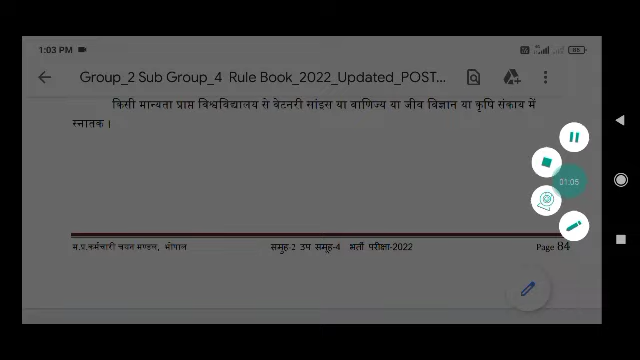 1:03 PM
Group_2 Sub Group_4 Rule Book_2022_Updated_POST...
किसी मान्यता प्राप्त विश्वविद्यालय से वेटनरी सांइस या वाणिज्य या जीव विज्ञान या कृषि संकाय में
स्नातक।
01:05
म.प्र.कर्मचारी चयन मण्डल, भोपाल समूह-2 उप समूह-4 भर्ती परीक्षा-2022 Page 84